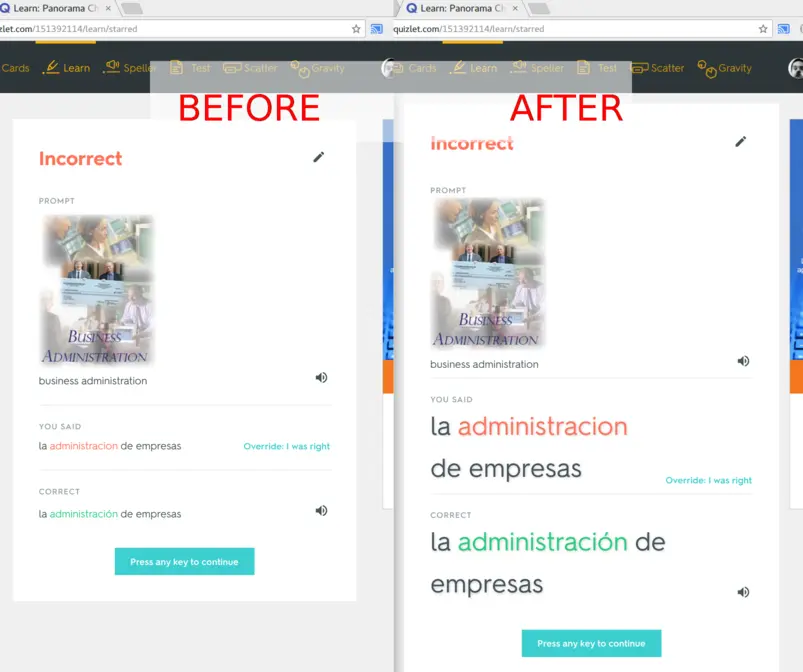 Learn: Panorama Ch
zlet.com/151392114/learn/starred
Cards Learn Speller Test Scatter Gravity
BEFORE
Incorrect
PROMPT
BUSINESS
ADMINISTRATION
business administration
YOU SAID
la administracion de empresas
Override: I was right
CORRECT
la administración de empresas
Press any key to continue
Learn: Panorama Ch
quizlet.com/151392114/learn/starred
Cards Learn Speller Test Scatter Gravity
AFTER
Incorrect
PROMPT
BUSINESS
ADMINISTRATION
business administration
YOU SAID
la administracion
de empresas
Override: I was right
CORRECT
la administración de
empresas
Press any key to continue